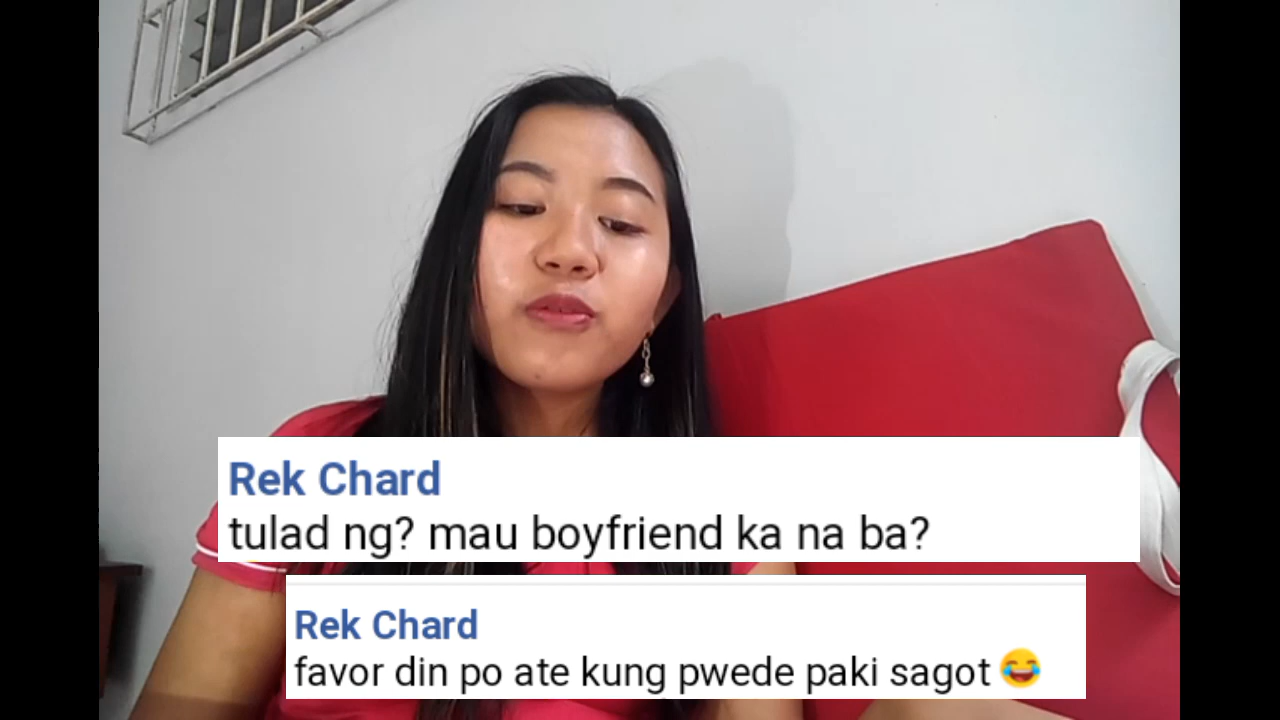 Rek Chard
tulad ng? mau boyfriend ka na ba?
Rek Chard
favor din po ate kung pwede paki sagot 😂